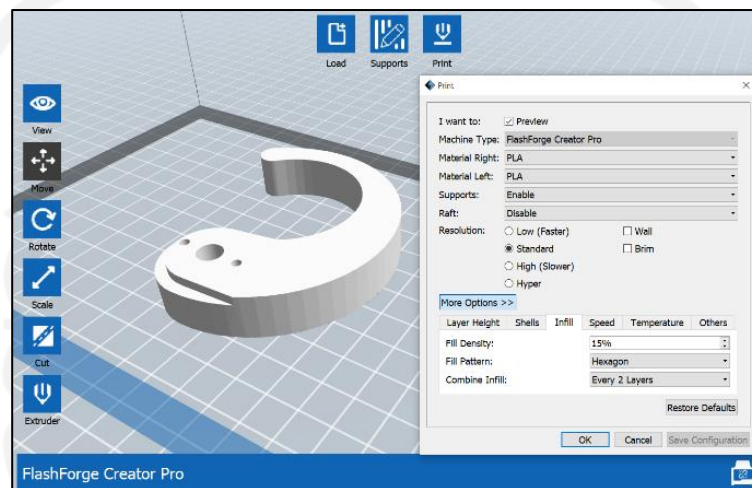 Load Supports Print
View
Move
Rotate
Scale
Cut
Extruder
Print
I want to: Preview
Machine Type: FlashForge Creator Pro
Material Right: PLA
Material Left: PLA
Supports: Enable
Raft: Disable
Resolution: Low (Faster) Wall
Standard Brim
High (Slower)
Hyper
More Options >>
Layer Height Shells Infill Speed Temperature Others
Fill Density: 15%
Fill Pattern: Hexagon
Combine Infill: Every 2 Layers
Restore Defaults
OK Cancel Save Configuration
FlashForge Creator Pro